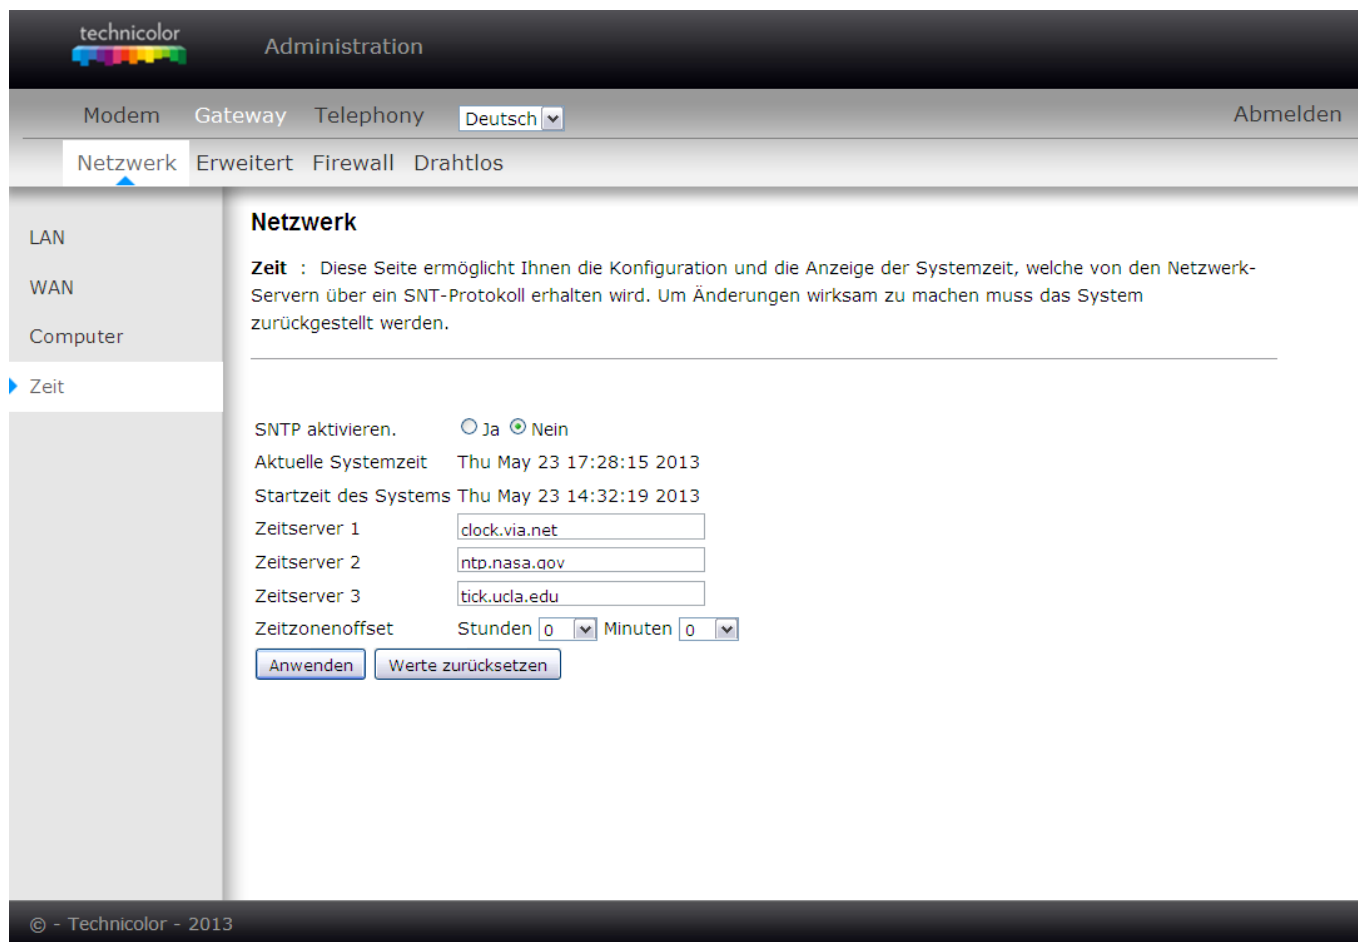 technicolor
Administration
Modem Gateway Telephony Deutsch Abmelden
Netzwerk Erweitert Firewall Drahtlos
LAN
WAN
Computer
Zeit
Netzwerk
Zeit : Diese Seite ermöglicht Ihnen die Konfiguration und die Anzeige der Systemzeit, welche von den Netzwerk-
Servern über ein SNT-Protokoll erhalten wird. Um Änderungen wirksam zu machen muss das System
zurückgestellt werden.
SNTP aktivieren. Ja Nein
Aktuelle Systemzeit Thu May 23 17:28:15 2013
Startzeit des Systems Thu May 23 14:32:19 2013
Zeitserver 1 clock.via.net
Zeitserver 2 ntp.nasa.gov
Zeitserver 3 tick.ucla.edu
Zeitzonenoffset Stunden 0 Minuten 0
Anwenden Werte zurücksetzen
© - Technicolor - 2013